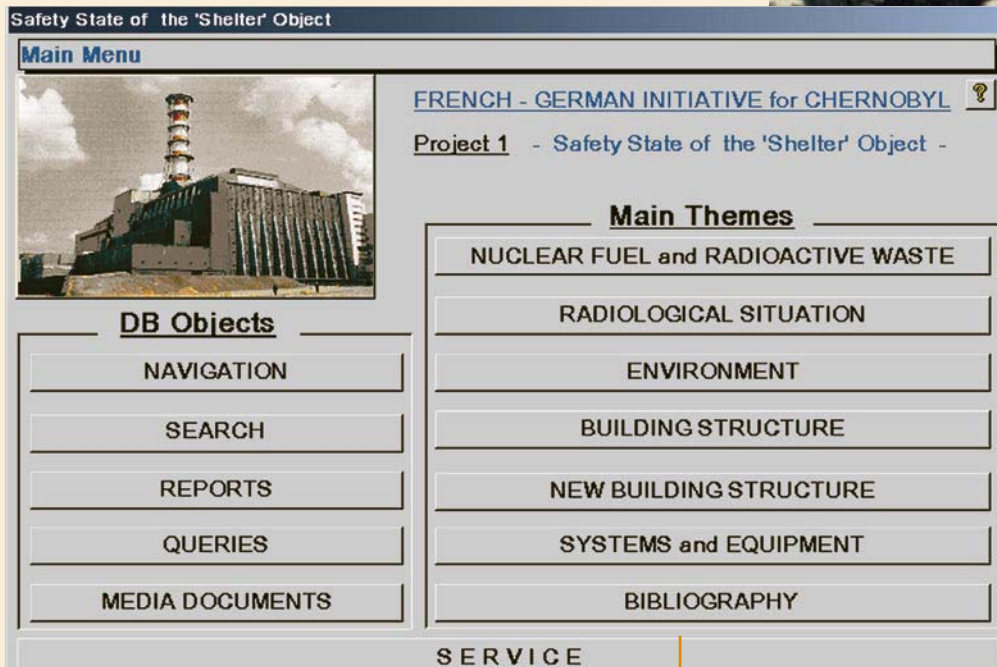 Safety State of the 'Shelter' Object
Main Menu
FRENCH - GERMAN INITIATIVE for CHERNOBYL ?
Project 1 - Safety State of the 'Shelter' Object -
DB Objects
NAVIGATION
SEARCH
REPORTS
QUERIES
MEDIA DOCUMENTS
Main Themes
NUCLEAR FUEL and RADIOACTIVE WASTE
RADIOLOGICAL SITUATION
ENVIRONMENT
BUILDING STRUCTURE
NEW BUILDING STRUCTURE
SYSTEMS and EQUIPMENT
BIBLIOGRAPHY
SERVICE